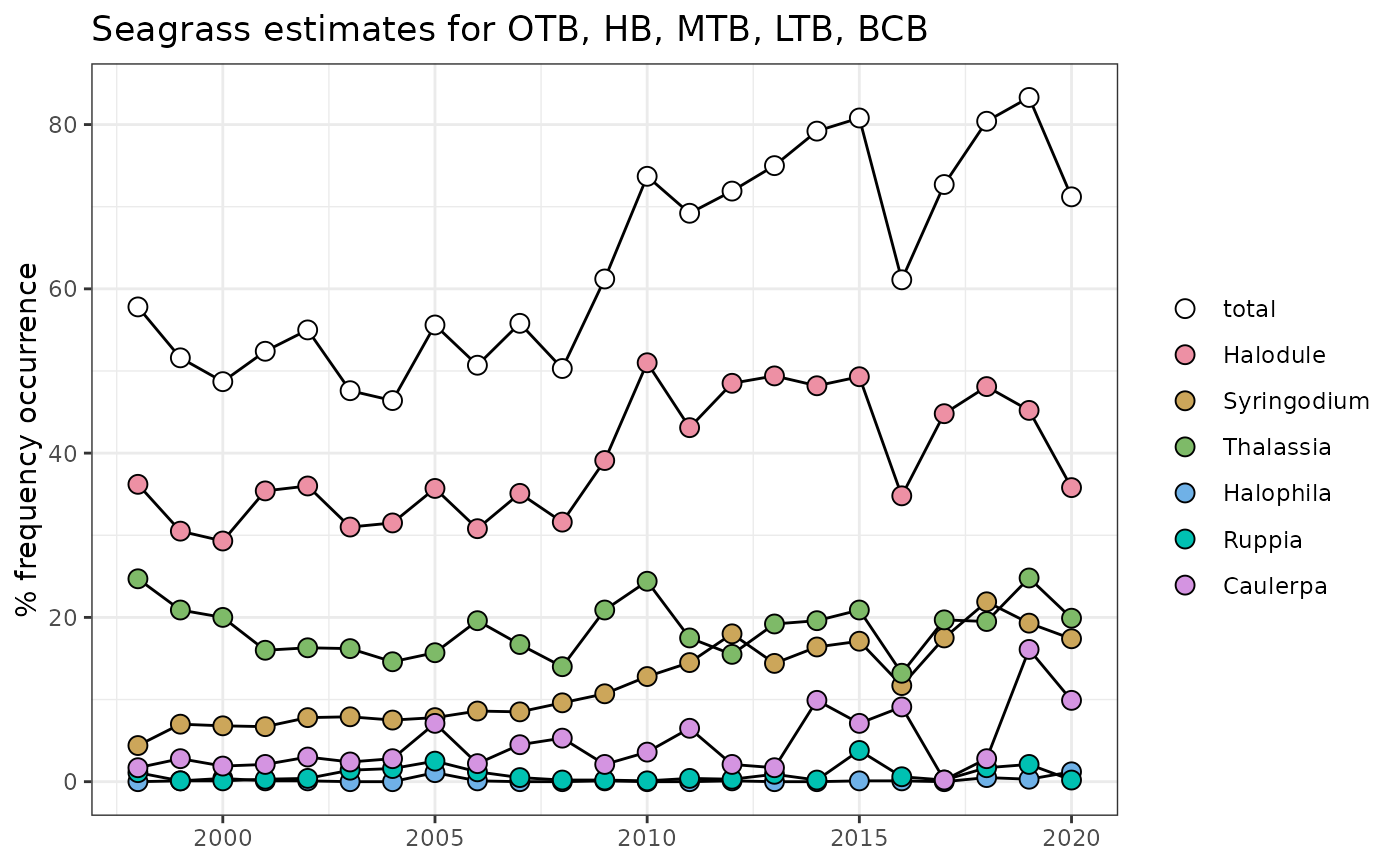 Seagrass estimates for OTB, HB, MTB, LTB, BCB
% frequency occurrence
80
60
40
20
0
2000
2005
2010
2015
2020
total
Halodule
Syringodium
Thalassia
Halophila
Ruppia
Caulerpa